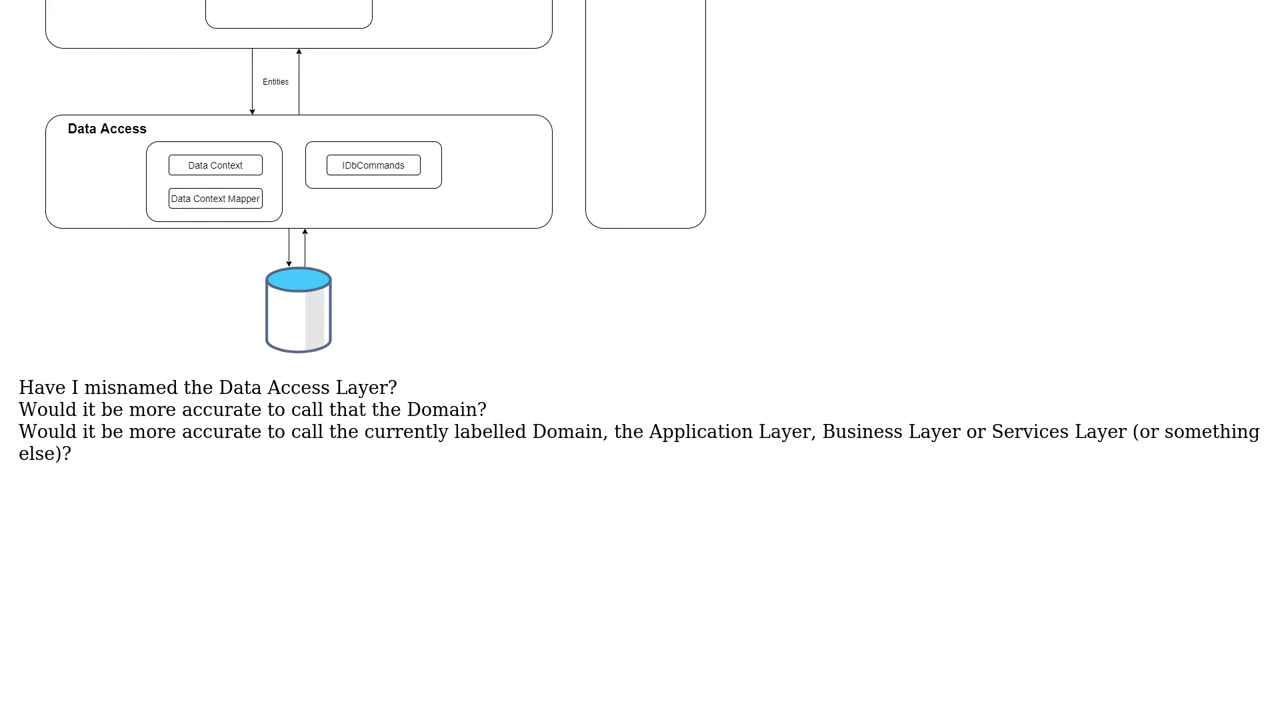 Entities
Data Access
Data Context
IDbCommands
Data Context Mapper
Have I misnamed the Data Access Layer?
Would it be more accurate to call that the Domain?
Would it be more accurate to call the currently labelled Domain, the Application Layer, Business Layer or Services Layer (or something
else)?